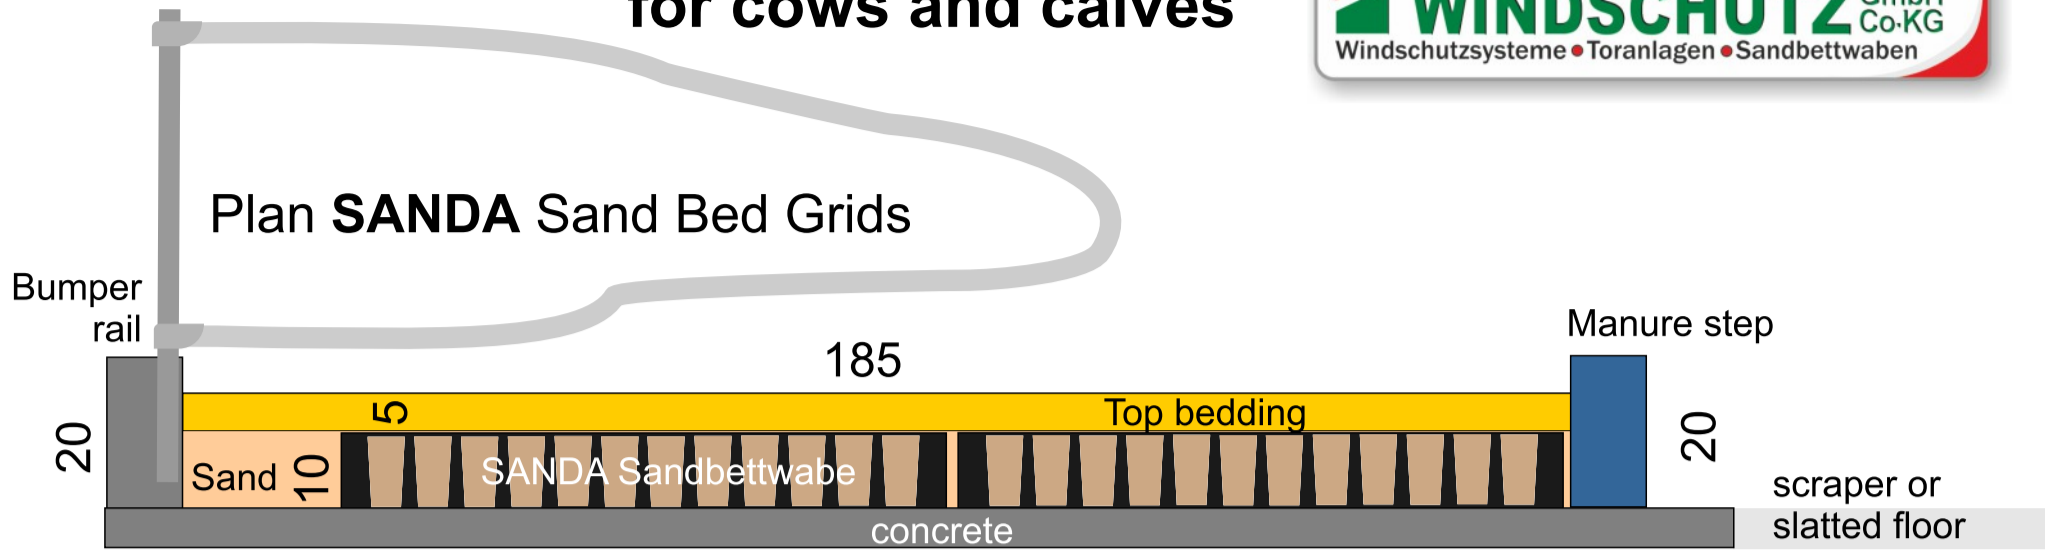 for cows and calves
WINDSCHUTZ GmbH
Co·KG
Windschutzsysteme • Toranlagen • Sandbettwaben
Plan SANDA Sand Bed Grids
Bumper
rail
Manure step
185
5
Top bedding
20
Sand
10
SANDA Sandbettwabe
20
scraper or
slatted floor
concrete